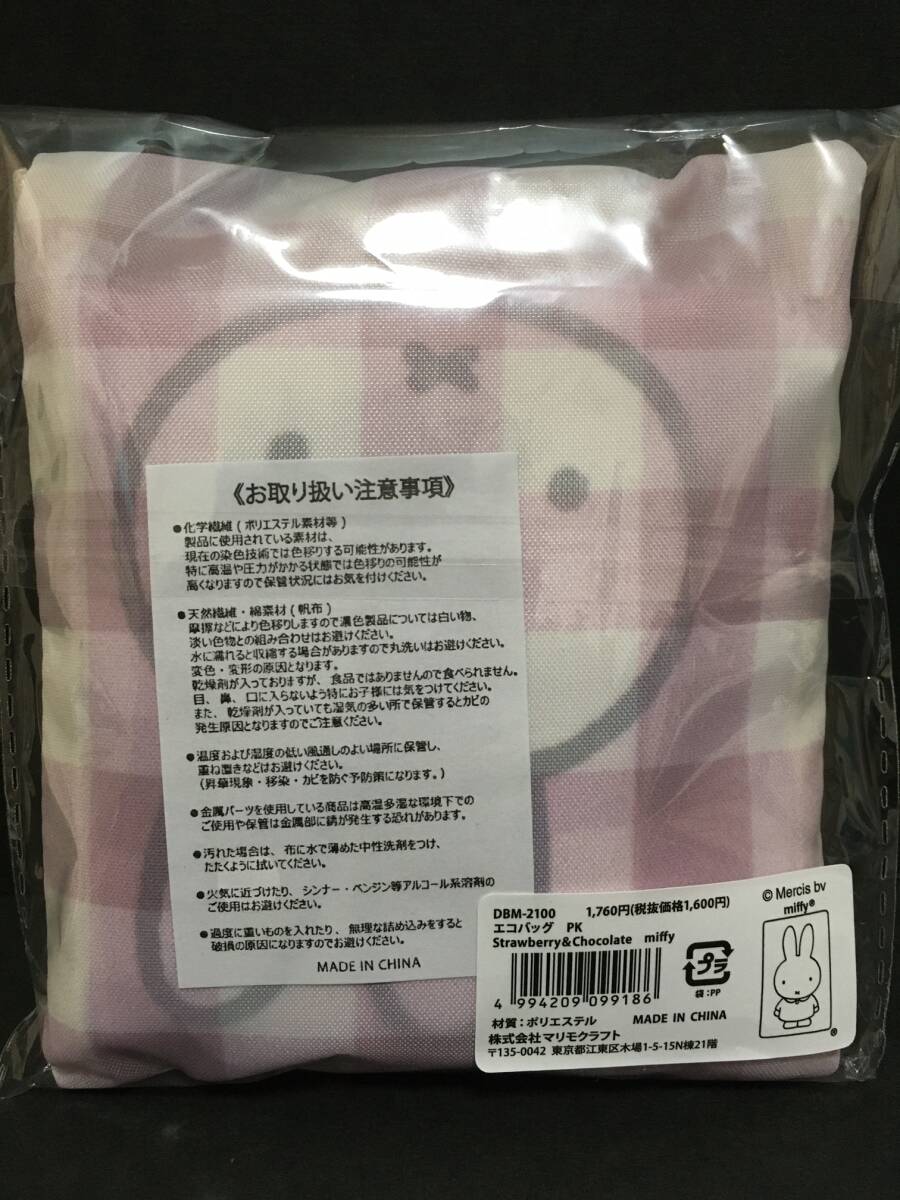 《お取り扱い注意事項》
●化学繊維(ポリエステル素材等)
製品に使用されている素材は、
現在の染色技術では色移りする可能性があります。
特に高温や圧力がかかる状態では色移りの可能性が
高くなりますので保管状況にはお気を付けください。
●天然繊維・綿素材(帆布)
摩擦などにより色移りしますので濃色製品については白い物、
淡い色物との組み合わせはお避けください。
水に濡れると収縮する場合がありますので丸洗いはお避けください。
変色・変形の原因となります。
乾燥剤が入っておりますが、食品ではありませんので食べられません。
目、鼻、口に入らないよう特にお子様には気をつけてください。
また、乾燥剤が入っていても湿気の多い所で保管するとカビの
発生原因となりますのでご注意ください。
●温度および湿度の低い風通しのよい場所に保管し、
重ね置きなどはお避けください。
(昇華現象・移染・カビを防ぐ予防策になります。)
●金属パーツを使用している商品は高温多湿な環境下での
ご使用や保管は金属部に錆が発生する恐れがあります。
●汚れた場合は、布に水で薄めた中性洗剤をつけ、
たたくように拭いてください。
●火気に近づけたり、シンナー・ベンジン等アルコール系溶剤の
ご使用はお避けください。
●過度に重いものを入れたり、無理な詰め込みをすると
破損の原因になりますのでお避けください。
MADE IN CHINA
DBM-2100 1,760円(税抜価格1,600円)
エコバッグ PK
Strawberry&Chocolate miffy
4 994209 099186
プラ
袋:PP
材質:ポリエステル MADE IN CHINA
株式会社マリモクラフト
〒135-0042 東京都江東区木場1-5-15N棟21階
© Mercis bv
miffy®
®